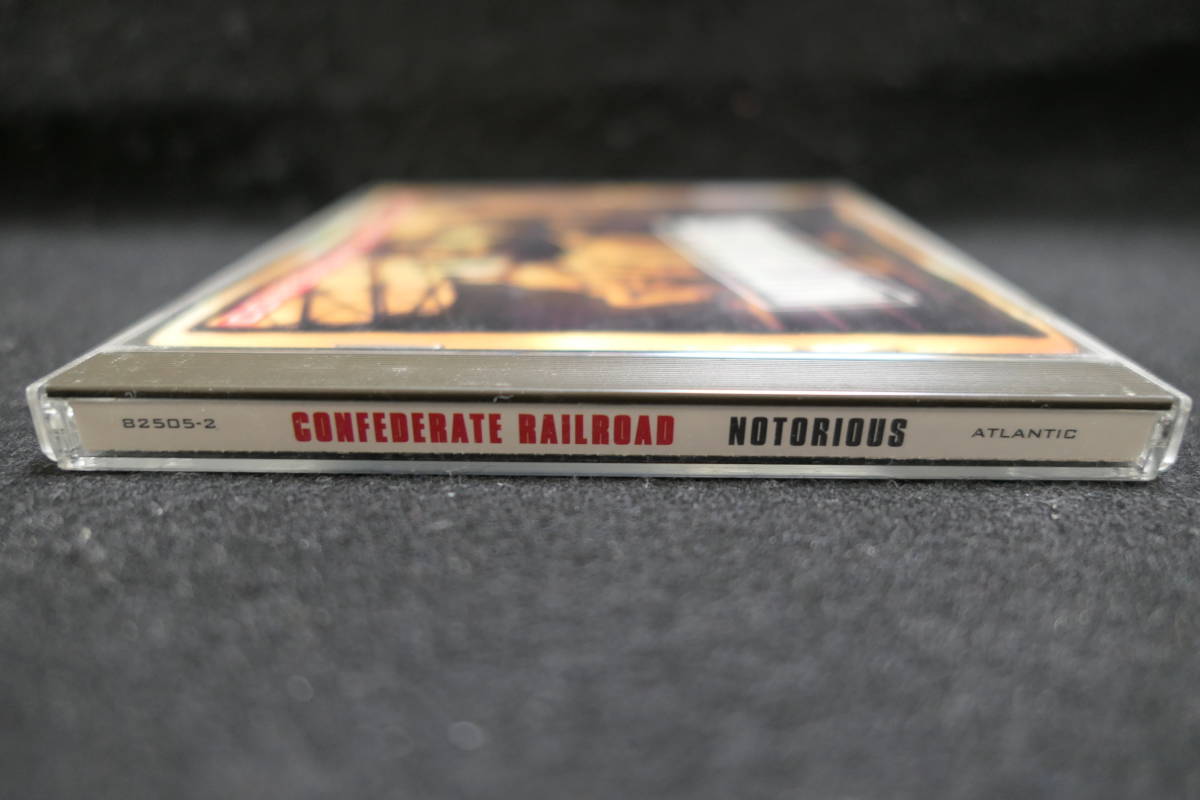 82505-2 CONFEDERATE RAILROAD NOTORIOUS ATLANTIC